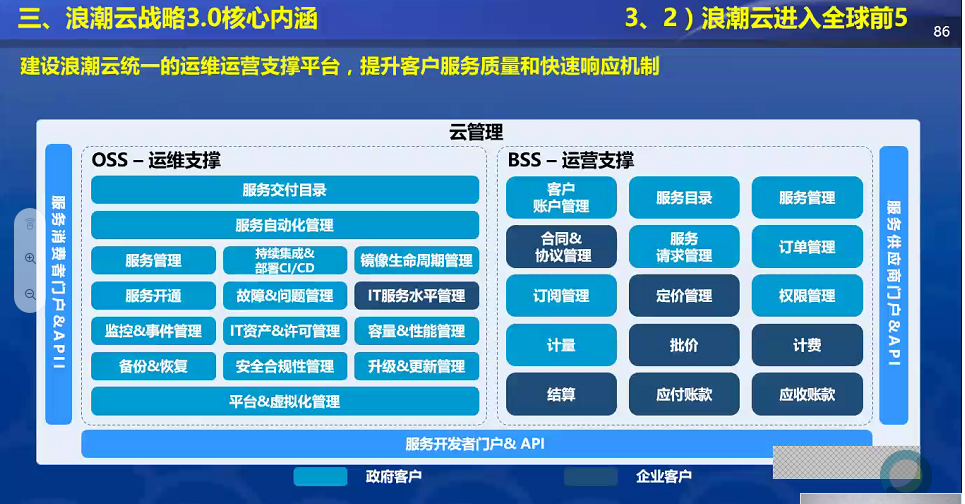 三、浪潮云战略3.0核心内涵
3、2）浪潮云进入全球前5
86
建设浪潮云统一的运维运营支撑平台，提升客户服务质量和快速响应机制
云管理
服务消费者门户&API
OSS – 运维支撑
服务交付目录
服务自动化管理
服务管理
持续集成&
部署CI/CD
镜像生命周期管理
服务开通
故障&问题管理
IT服务水平管理
监控&事件管理
IT资产&许可管理
容量&性能管理
备份&恢复
安全合规性管理
升级&更新管理
平台&虚拟化管理
BSS – 运营支撑
客户
账户管理
服务目录
服务管理
合同&
协议管理
服务
请求管理
订单管理
订阅管理
定价管理
权限管理
计量
批价
计费
结算
应付账款
应收账款
服务供应商门户&API
服务开发者门户& API
政府客户
企业客户